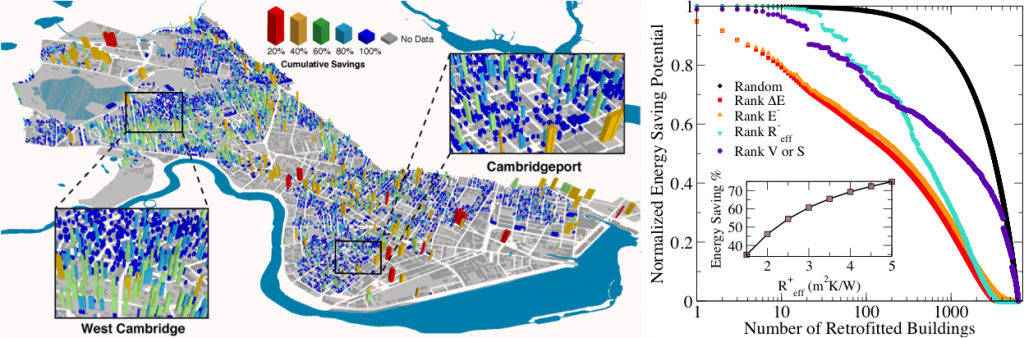 20% 40% 60% 80% 100% No Data
Cumulative Savings
Cambridgeport
West Cambridge
Normalized Energy Saving Potential
1
0.8
0.6
0.4
0.2
0
Random
Rank ΔE
Rank E⁻
Rank R⁻eff
Rank V or S
Energy Saving %
70
60
50
40
2 3 4 5
R⁺eff (m²K/W)
1 10 100 1000
Number of Retrofitted Buildings